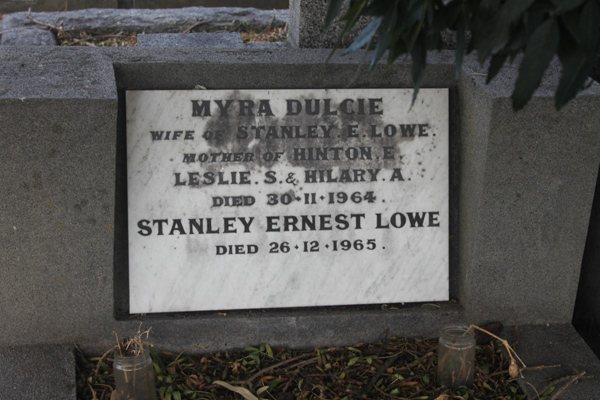 MYRA DULCIE
WIFE OF STANLEY. E. LOWE.
MOTHER OF HINTON. E.
LESLIE. S. & HILARY. A.
DIED 30·11·1964.
STANLEY ERNEST LOWE
DIED 26·12·1965.